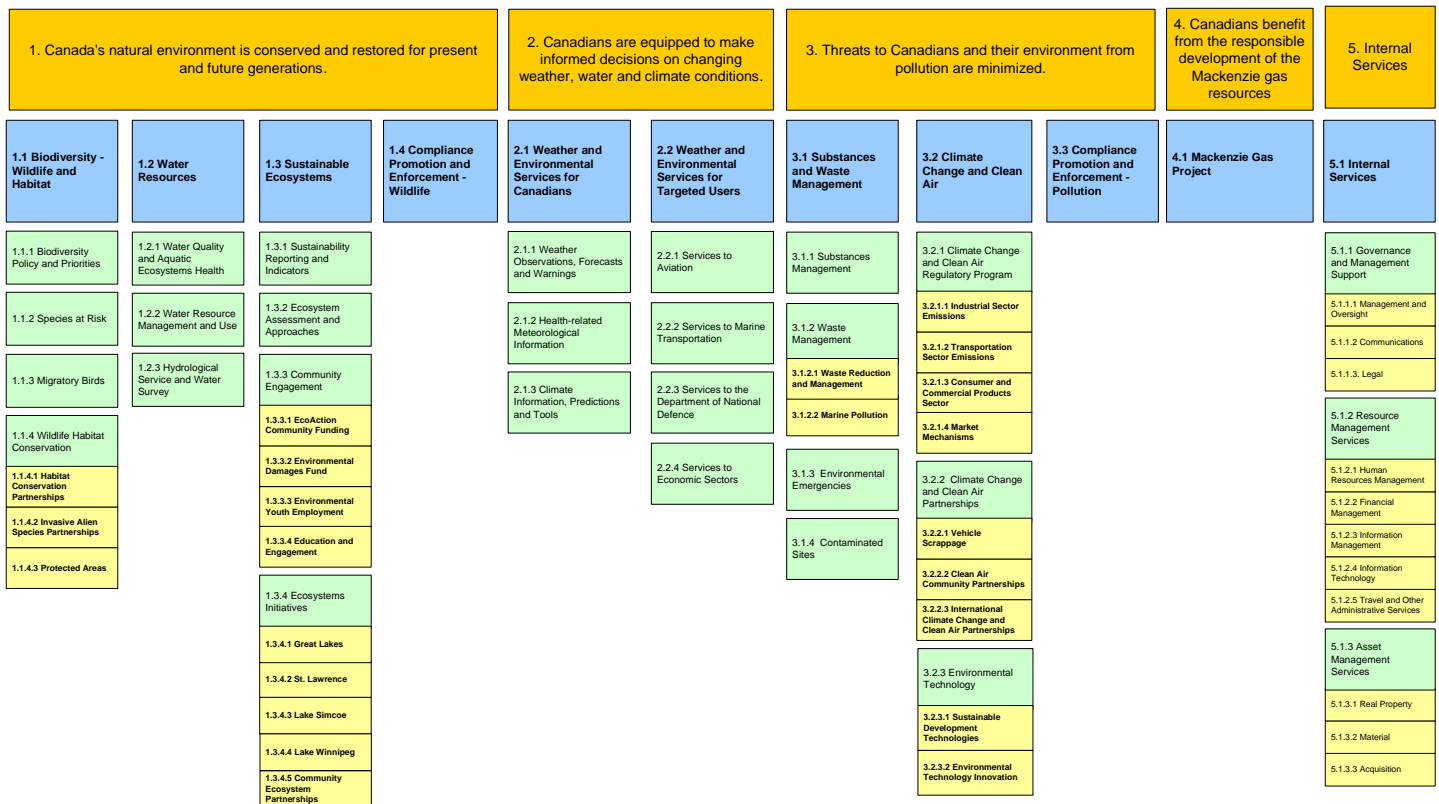 1. Canada's natural environment is conserved and restored for present
and future generations.
2. Canadians are equipped to make
informed decisions on changing
weather, water and climate conditions.
3. Threats to Canadians and their environment from
pollution are minimized.
4. Canadians benefit
from the responsible
development of the
Mackenzie gas
resources
5. Internal
Services
1.1 Biodiversity -
Wildlife and
Habitat
1.2 Water
Resources
1.3 Sustainable
Ecosystems
1.4 Compliance
Promotion and
Enforcement -
Wildlife
2.1 Weather and
Environmental
Services for
Canadians
2.2 Weather and
Environmental
Services for
Targeted Users
3.1 Substances
and Waste
Management
3.2 Climate
Change and Clean
Air
3.3 Compliance
Promotion and
Enforcement -
Pollution
4.1 Mackenzie Gas
Project
5.1 Internal
Services
1.1.1 Biodiversity
Policy and Priorities
1.1.2 Species at Risk
1.1.3 Migratory Birds
1.1.4 Wildlife Habitat
Conservation
1.1.4.1 Habitat
Conservation
Partnerships
1.1.4.2 Invasive Alien
Species Partnerships
1.1.4.3 Protected Areas
1.2.1 Water Quality
and Aquatic
Ecosystems Health
1.2.2 Water Resource
Management and Use
1.2.3 Hydrological
Service and Water
Survey
1.3.1 Sustainability
Reporting and
Indicators
1.3.2 Ecosystem
Assessment and
Approaches
1.3.3 Community
Engagement
1.3.3.1 EcoAction
Community Funding
1.3.3.2 Environmental
Damages Fund
1.3.3.3 Environmental
Youth Employment
1.3.3.4 Education and
Engagement
1.3.4 Ecosystems
Initiatives
1.3.4.1 Great Lakes
1.3.4.2 St. Lawrence
1.3.4.3 Lake Simcoe
1.3.4.4 Lake Winnipeg
1.3.4.5 Community
Ecosystem
Partnerships
2.1.1 Weather
Observations, Forecasts
and Warnings
2.1.2 Health-related
Meteorological
Information
2.1.3 Climate
Information, Predictions
and Tools
2.2.1 Services to
Aviation
2.2.2 Services to Marine
Transportation
2.2.3 Services to the
Department of National
Defence
2.2.4 Services to
Economic Sectors
3.1.1 Substances
Management
3.1.2 Waste
Management
3.1.2.1 Waste Reduction
and Management
3.1.2.2 Marine Pollution
3.1.3 Environmental
Emergencies
3.1.4 Contaminated
Sites
3.2.1 Climate Change
and Clean Air
Regulatory Program
3.2.1.1 Industrial Sector
Emissions
3.2.1.2 Transportation
Sector Emissions
3.2.1.3 Consumer and
Commercial Products
Sector
3.2.1.4 Market
Mechanisms
3.2.2 Climate Change
and Clean Air
Partnerships
3.2.2.1 Vehicle
Scrappage
3.2.2.2 Clean Air
Community Partnerships
3.2.2.3 International
Climate Change and
Clean Air Partnerships
3.2.3 Environmental
Technology
3.2.3.1 Sustainable
Development
Technologies
3.2.3.2 Environmental
Technology Innovation
5.1.1 Governance
and Management
Support
5.1.1.1 Management and
Oversight
5.1.1.2 Communications
5.1.1.3. Legal
5.1.2 Resource
Management
Services
5.1.2.1 Human
Resources Management
5.1.2.2 Financial
Management
5.1.2.3 Information
Management
5.1.2.4 Information
Technology
5.1.2.5 Travel and Other
Administrative Services
5.1.3 Asset
Management
Services
5.1.3.1 Real Property
5.1.3.2 Material
5.1.3.3 Acquisition